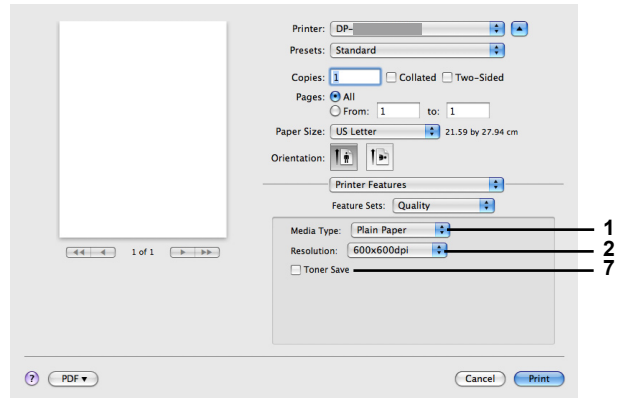 Printer: DP-
Presets: Standard
Copies: 1 Collated Two-Sided
Pages: All
From: 1 to: 1
Paper Size: US Letter 21.59 by 27.94 cm
Orientation:
Printer Features
Feature Sets: Quality
Media Type: Plain Paper 1
Resolution: 600x600dpi 2
Toner Save 7
1 of 1
? PDF▼ Cancel Print